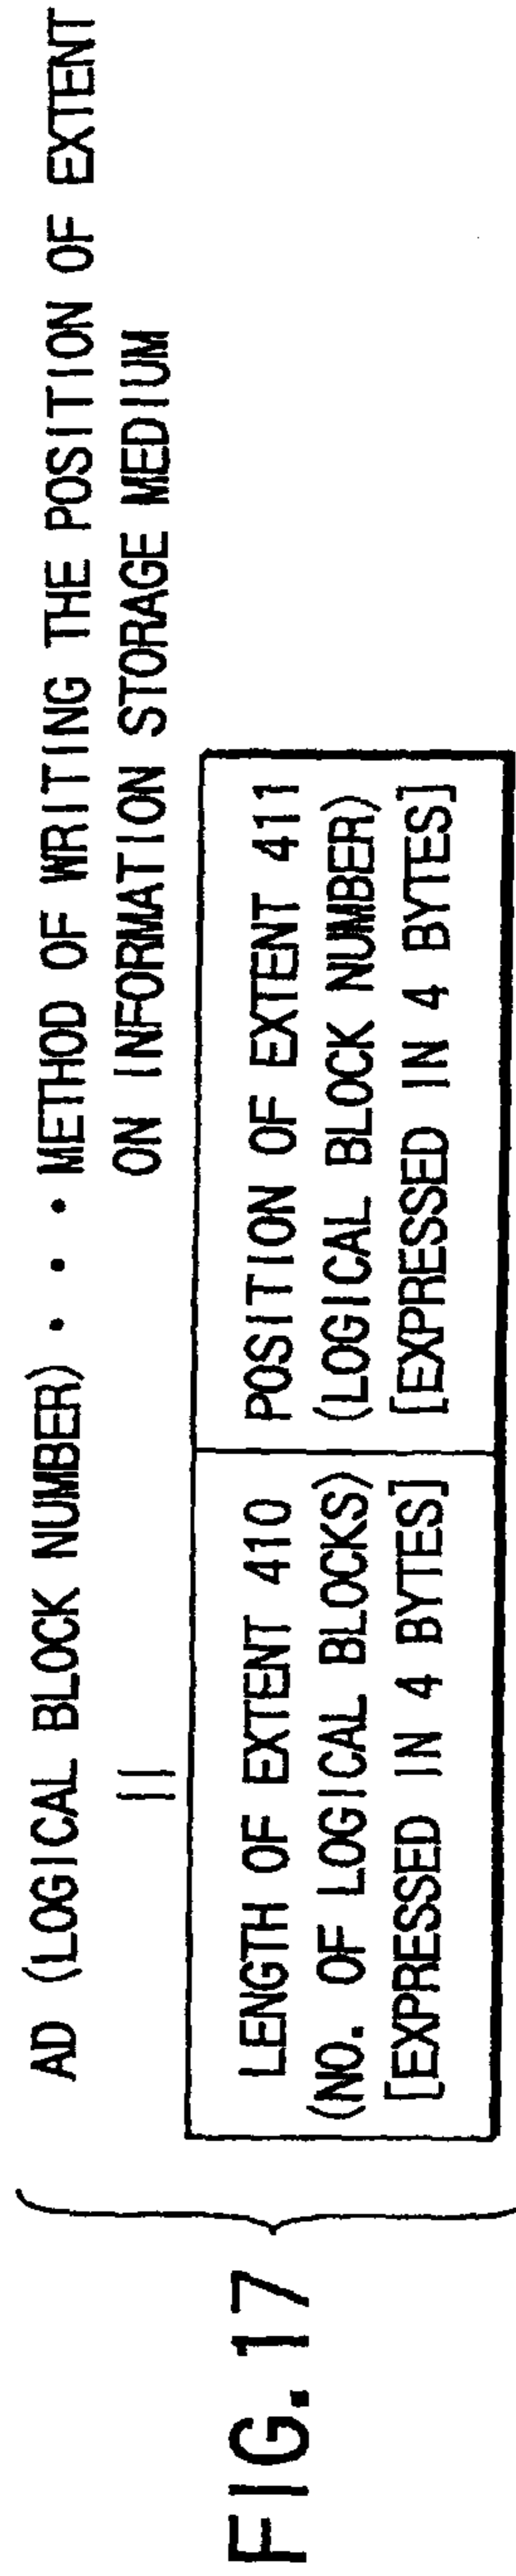 FIG. 17
AD (LOGICAL BLOCK NUMBER) • • • METHOD OF WRITING THE POSITION OF EXTENT
ON INFORMATION STORAGE MEDIUM
||
LENGTH OF EXTENT 410
(NO. OF LOGICAL BLOCKS)
[EXPRESSED IN 4 BYTES]
POSITION OF EXTENT 411
(LOGICAL BLOCK NUMBER)
[EXPRESSED IN 4 BYTES]